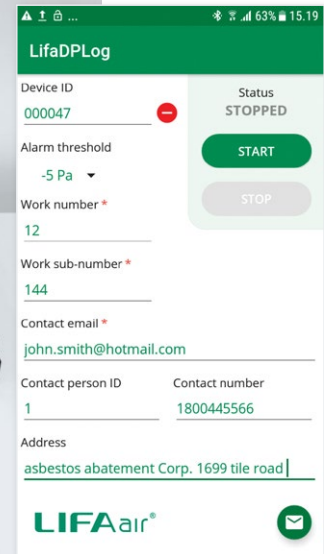 63% 15.19
LifaDPLog
Device ID
000047
Status
STOPPED
Alarm threshold
-5 Pa
START
STOP
Work number *
12
Work sub-number *
144
Contact email *
john.smith@hotmail.com
Contact person ID Contact number
1 1800445566
Address
asbestos abatement Corp. 1699 tile road
LIFAair®